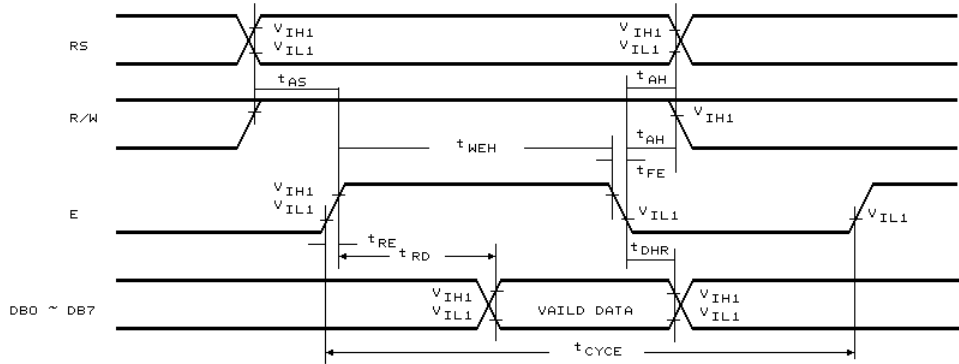 RS
VIH1
VIL1
VIH1
VIL1
tAS
tAH
R/W
VIH1
tWEH
tAH
tFE
E
VIH1
VIL1
VIL1
VIL1
tRE
tRD
tDHR
DB0 ~ DB7
VIH1
VIL1
VAILD DATA
VIH1
VIL1
tCYCE